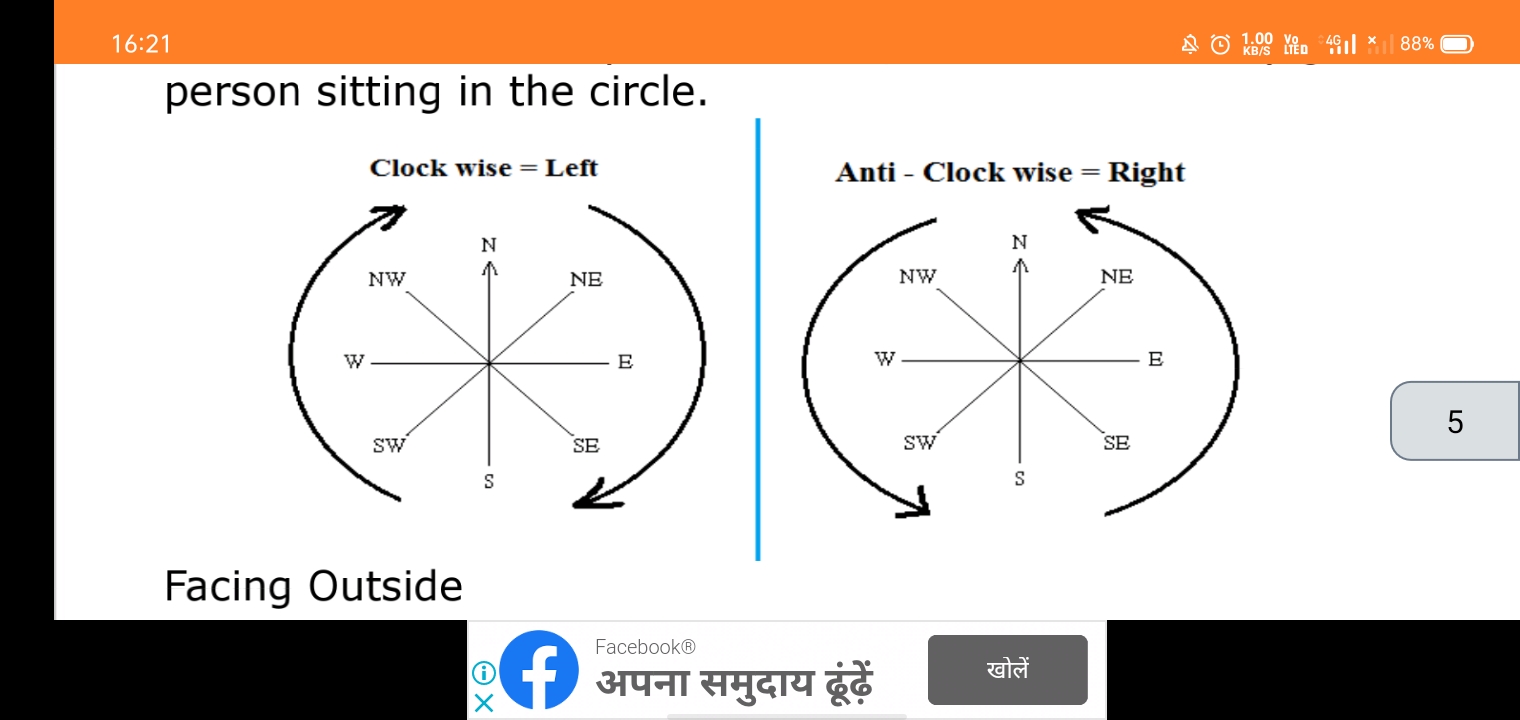 16:21
1.00 KB/S Vo LTED 4G 88%
person sitting in the circle.
Clock wise = Left
N
NW NE
W E
SW SE
S
Anti - Clock wise = Right
N
NW NE
W E
SW SE
S
5
Facing Outside
Facebook®
अपना समुदाय ढूंढ़ें
खोलें